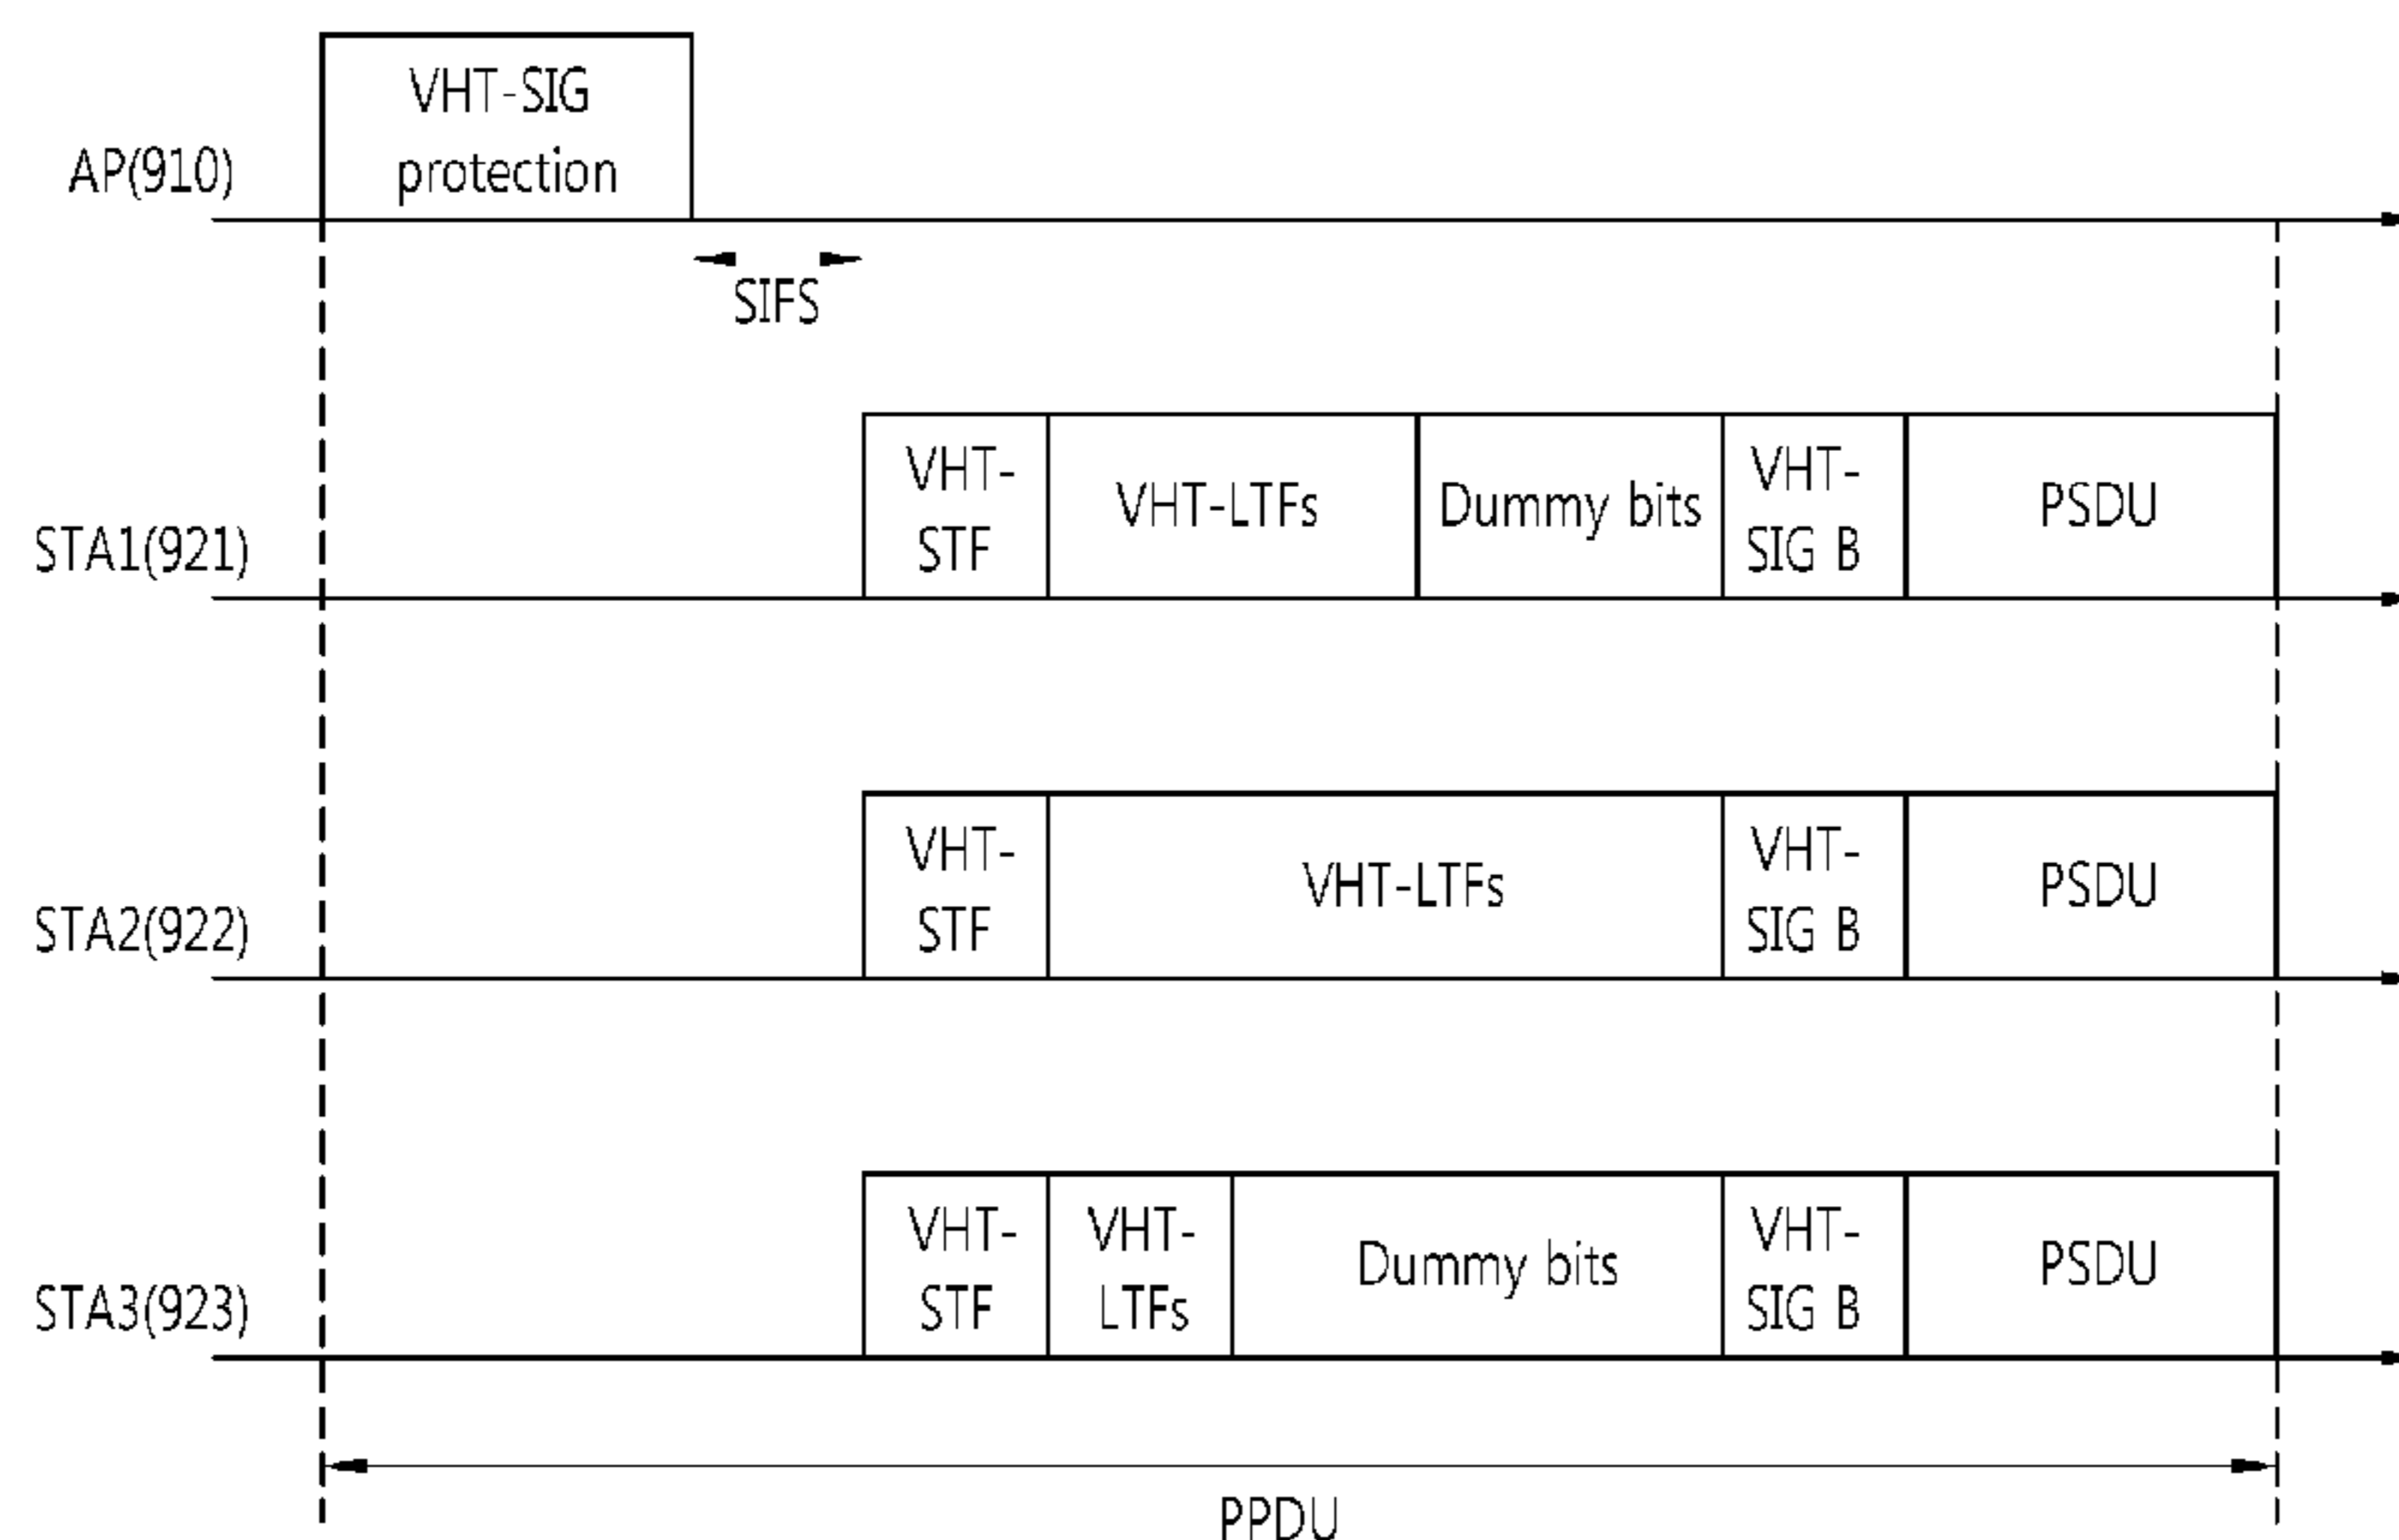 VHT-SIG
protection
AP(910)
SIFS
VHT-
STF
VHT-LTFs
Dummy bits
VHT-
SIG B
PSDU
STA1(921)
VHT-
STF
VHT-LTFs
VHT-
SIG B
PSDU
STA2(922)
VHT-
STF
VHT-
LTFs
Dummy bits
VHT-
SIG B
PSDU
STA3(923)
PPDU